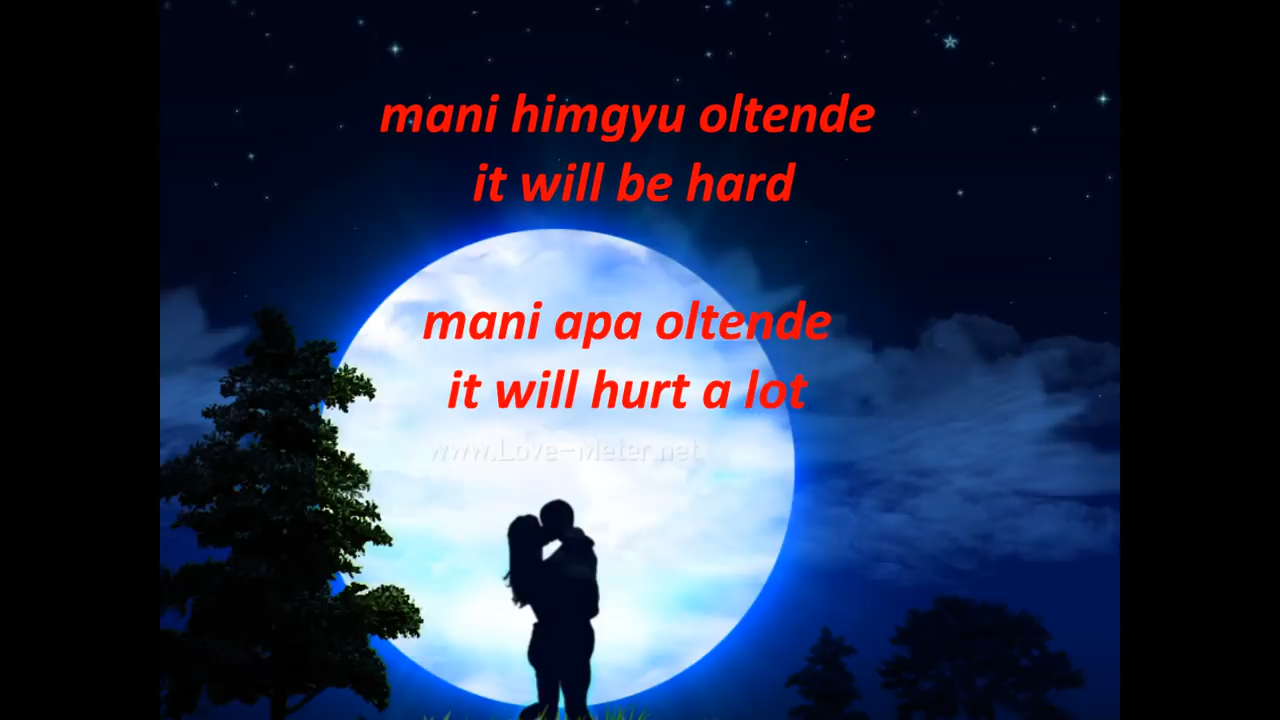 mani himgyu oltende
it will be hard
mani apa oltende
it will hurt a lot
www.Love-Meter.net